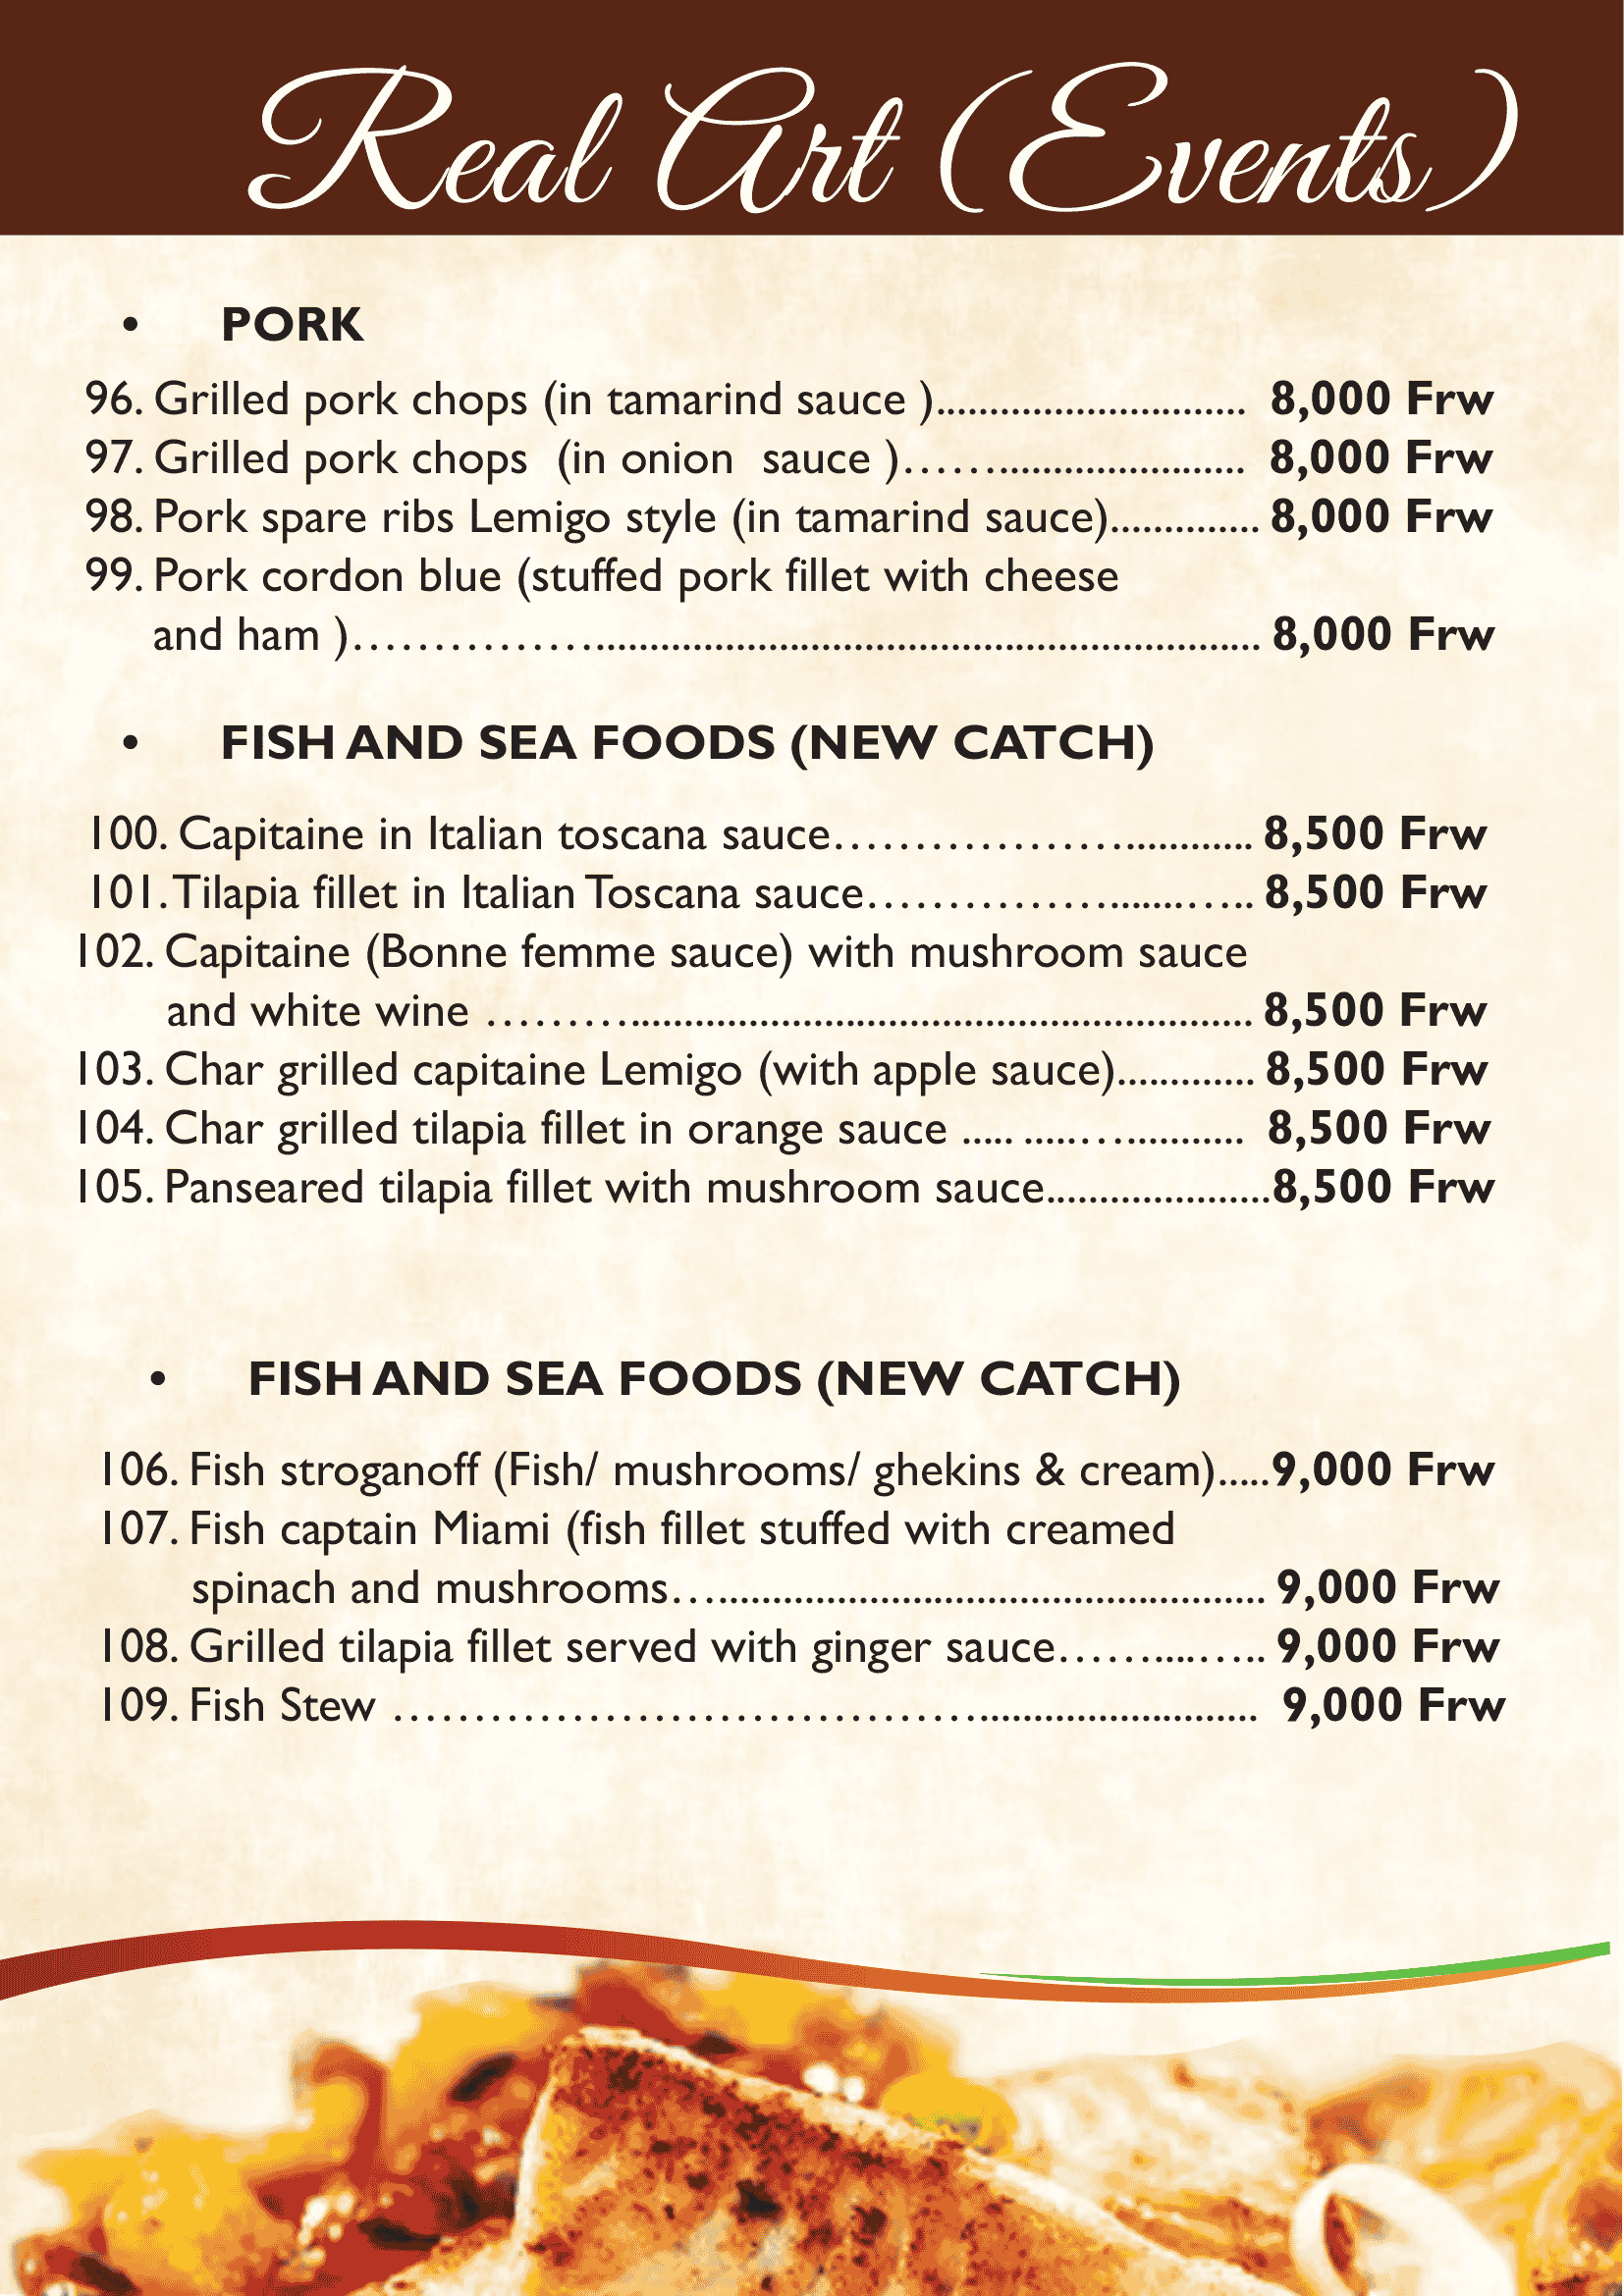 Real Art (Events)
• PORK
96. Grilled pork chops (in tamarind sauce )............................. 8,000 Frw
97. Grilled pork chops (in onion sauce )……....................... 8,000 Frw
98. Pork spare ribs Lemigo style (in tamarind sauce).............. 8,000 Frw
99. Pork cordon blue (stuffed pork fillet with cheese
and ham )……………............................................................... 8,000 Frw
• FISH AND SEA FOODS (NEW CATCH)
100. Capitaine in Italian toscana sauce………………............ 8,500 Frw
101. Tilapia fillet in Italian Toscana sauce…………….......….. 8,500 Frw
102. Capitaine (Bonne femme sauce) with mushroom sauce
and white wine ………........................................................... 8,500 Frw
103. Char grilled capitaine Lemigo (with apple sauce)............. 8,500 Frw
104. Char grilled tilapia fillet in orange sauce ..... .....…........... 8,500 Frw
105. Panseared tilapia fillet with mushroom sauce.....................8,500 Frw
• FISH AND SEA FOODS (NEW CATCH)
106. Fish stroganoff (Fish/ mushrooms/ ghekins & cream).....9,000 Frw
107. Fish captain Miami (fish fillet stuffed with creamed
spinach and mushrooms….................................................... 9,000 Frw
108. Grilled tilapia fillet served with ginger sauce……....….. 9,000 Frw
109. Fish Stew ……………………………….......................... 9,000 Frw